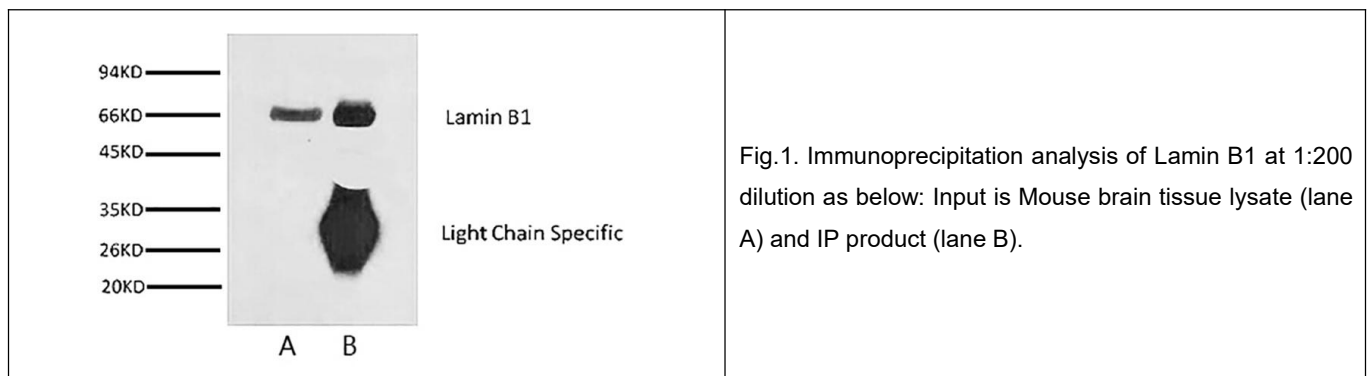 94KD
66KD
45KD
35KD
26KD
20KD
Lamin B1
Light Chain Specific
A B
Fig.1. Immunoprecipitation analysis of Lamin B1 at 1:200
dilution as below: Input is Mouse brain tissue lysate (lane
A) and IP product (lane B).